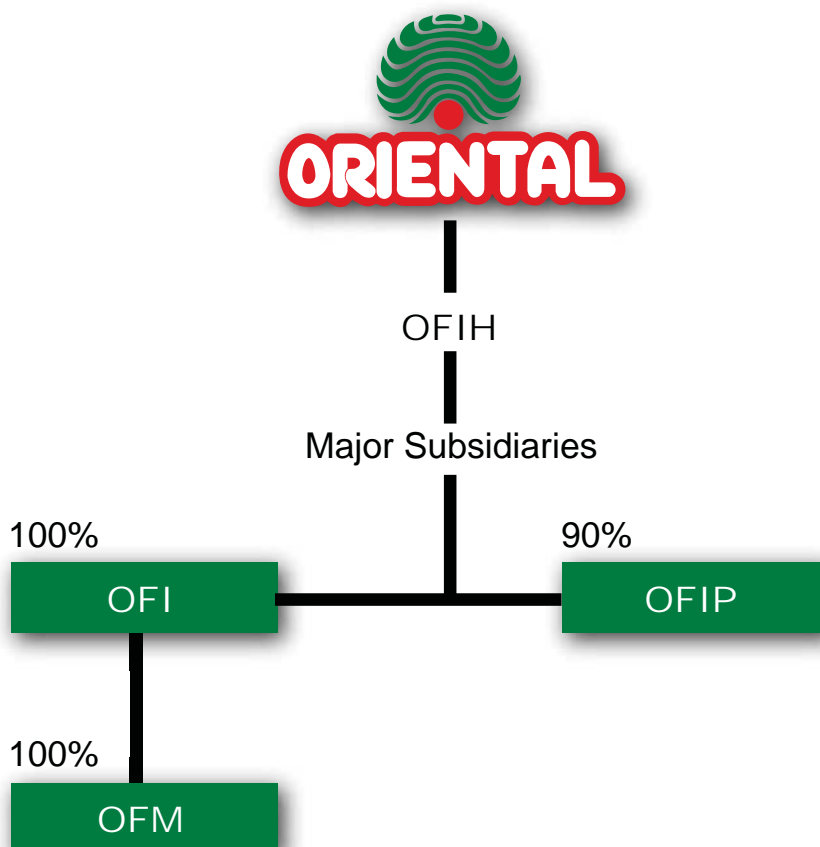 ORIENTAL
OFIH
Major Subsidiaries
100%
90%
OFI
OFIP
100%
OFM